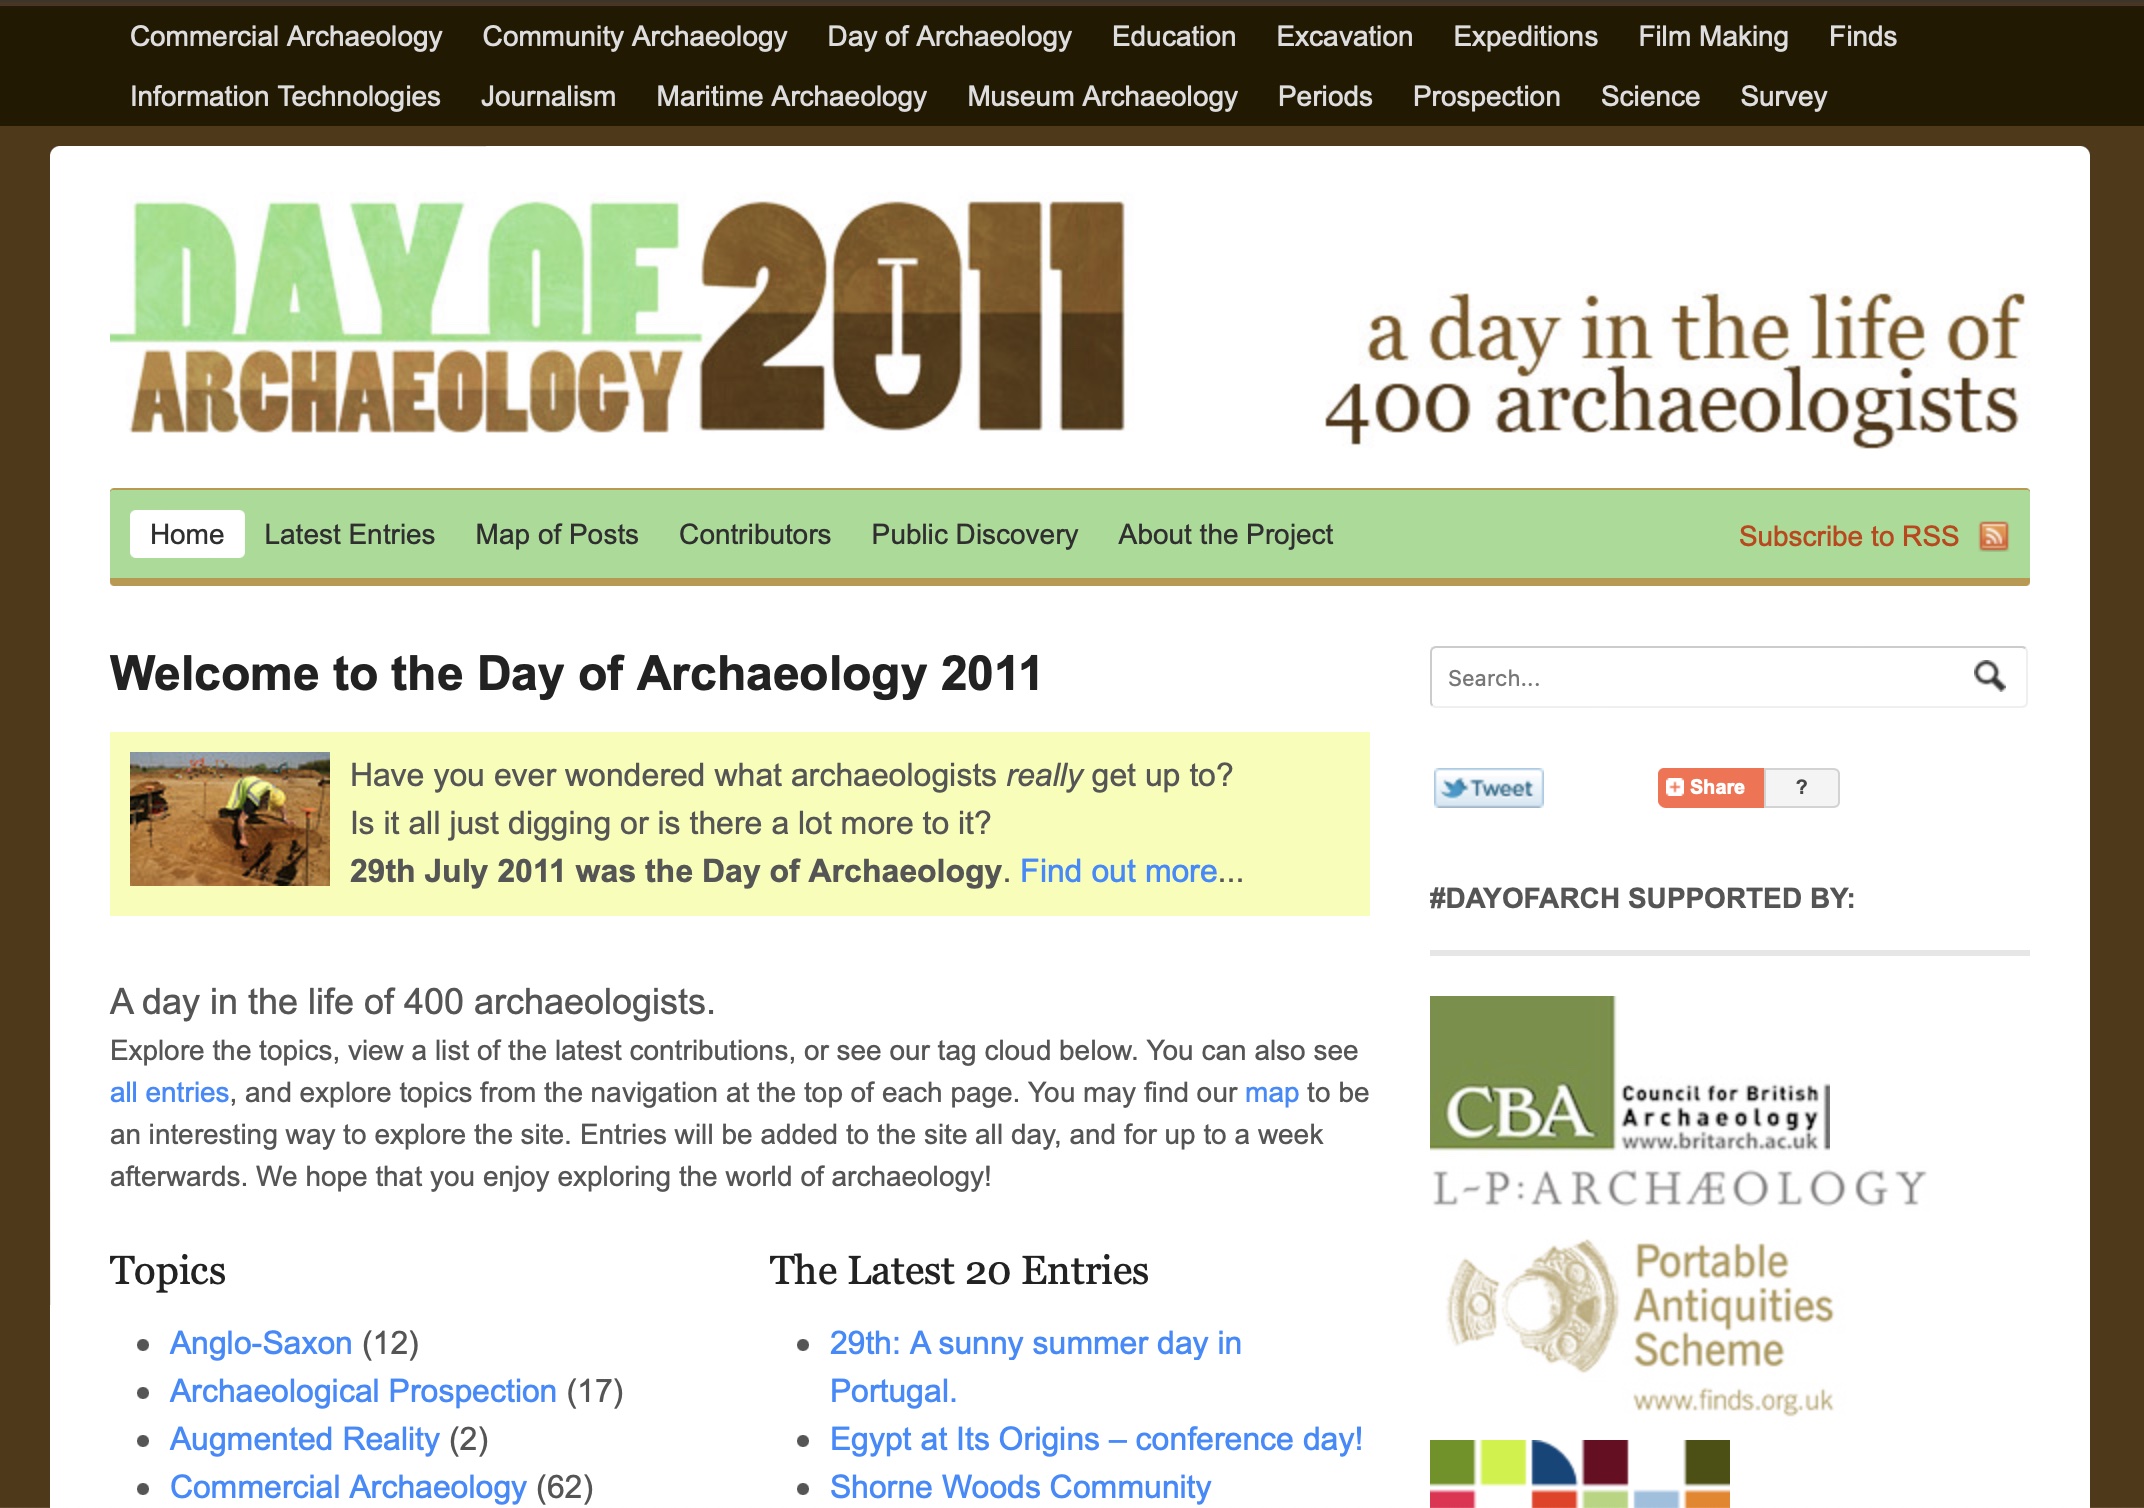 Commercial Archaeology Community Archaeology Day of Archaeology Education Excavation Expeditions Film Making Finds
Information Technologies Journalism Maritime Archaeology Museum Archaeology Periods Prospection Science Survey
DAY OF
ARCHAEOLOGY
2011
a day in the life of
400 archaeologists
Home Latest Entries Map of Posts Contributors Public Discovery About the Project Subscribe to RSS
Welcome to the Day of Archaeology 2011
Have you ever wondered what archaeologists really get up to?
Is it all just digging or is there a lot more to it?
29th July 2011 was the Day of Archaeology. Find out more...
A day in the life of 400 archaeologists.
Explore the topics, view a list of the latest contributions, or see our tag cloud below. You can also see
all entries, and explore topics from the navigation at the top of each page. You may find our map to be
an interesting way to explore the site. Entries will be added to the site all day, and for up to a week
afterwards. We hope that you enjoy exploring the world of archaeology!
Topics
Anglo-Saxon (12)
Archaeological Prospection (17)
Augmented Reality (2)
Commercial Archaeology (62)
The Latest 20 Entries
29th: A sunny summer day in
Portugal.
Egypt at Its Origins – conference day!
Shorne Woods Community
Search...
Tweet
Share ?
#DAYOFARCH SUPPORTED BY:
CBA
Council for British
Archaeology
www.britarch.ac.uk
L~P:ARCHÆOLOGY
Portable
Antiquities
Scheme
www.finds.org.uk